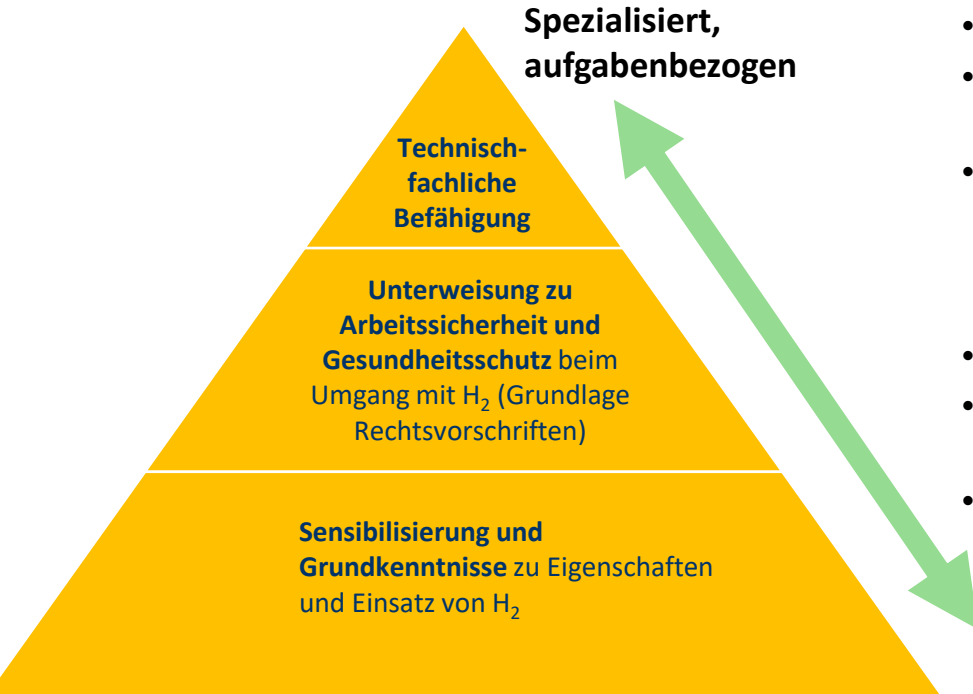 Spezialisiert,
aufgabenbezogen
Technisch-
fachliche
Befähigung
Unterweisung zu
Arbeitssicherheit und
Gesundheitsschutz beim
Umgang mit H₂ (Grundlage
Rechtsvorschriften)
Sensibilisierung und
Grundkenntnisse zu Eigenschaften
und Einsatz von H₂